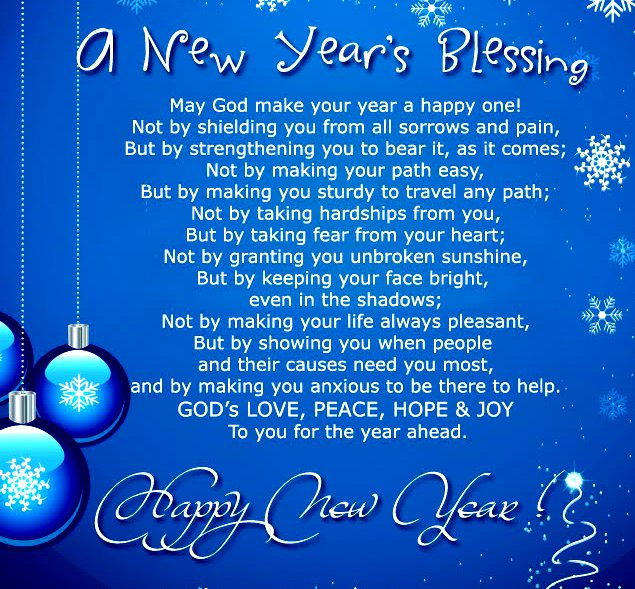 A New Year's Blessing
May God make your year a happy one!
Not by shielding you from all sorrows and pain,
But by strengthening you to bear it, as it comes;
Not by making your path easy,
But by making you sturdy to travel any path;
Not by taking hardships from you,
But by taking fear from your heart;
Not by granting you unbroken sunshine,
But by keeping your face bright,
even in the shadows;
Not by making your life always pleasant,
But by showing you when people
and their causes need you most,
and by making you anxious to be there to help.
GOD's LOVE, PEACE, HOPE & JOY
To you for the year ahead.
Happy New Year !